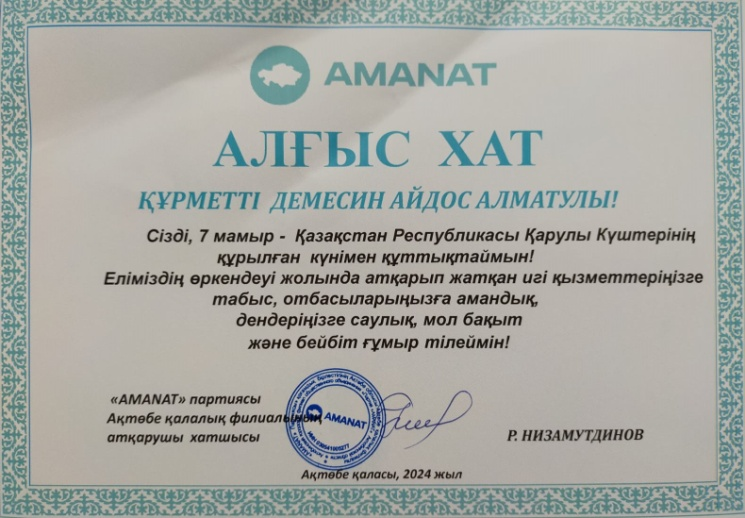 AMANAT
АЛҒЫС ХАТ
ҚҰРМЕТТІ ДЕМЕСИН АЙДОС АЛМАТУЛЫ!
Сізді, 7 мамыр - Қазақстан Республикасы Қарулы Күштерінің
құрылған күнімен құттықтаймын!
Еліміздің өркендеуі жолында атқарып жатқан игі қызметтеріңізге
табыс, отбасыларыңызға амандық,
дендеріңізге саулық, мол бақыт
және бейбіт ғұмыр тілеймін!
«AMANAT» партиясы
Ақтөбе қалалық филиалының
атқарушы хатшысы
AMANAT
Р. НИЗАМУТДИНОВ
Ақтөбе қаласы, 2024 жыл